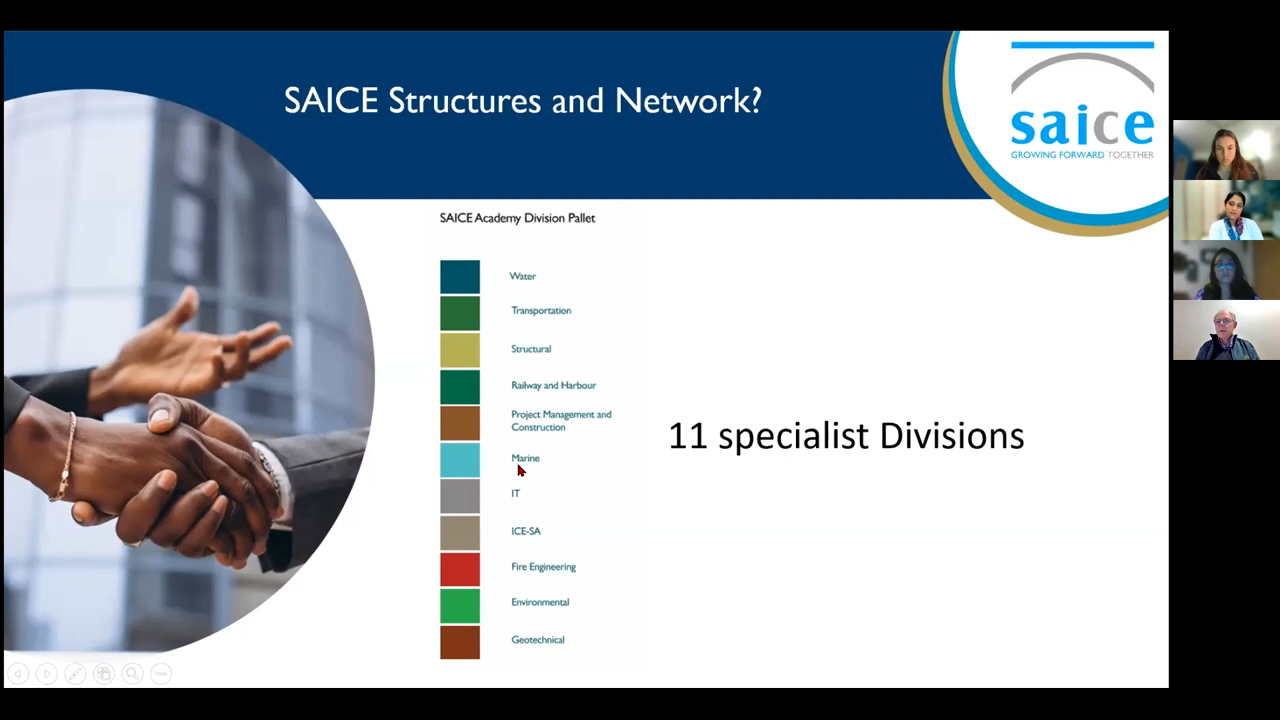 SAICE Structures and Network?
saice
GROWING FORWARD TOGETHER
SAICE Academy Division Pallet
Water
Transportation
Structural
Railway and Harbour
Project Management and
Construction
Marine
IT
ICE-SA
Fire Engineering
Environmental
Geotechnical
11 specialist Divisions